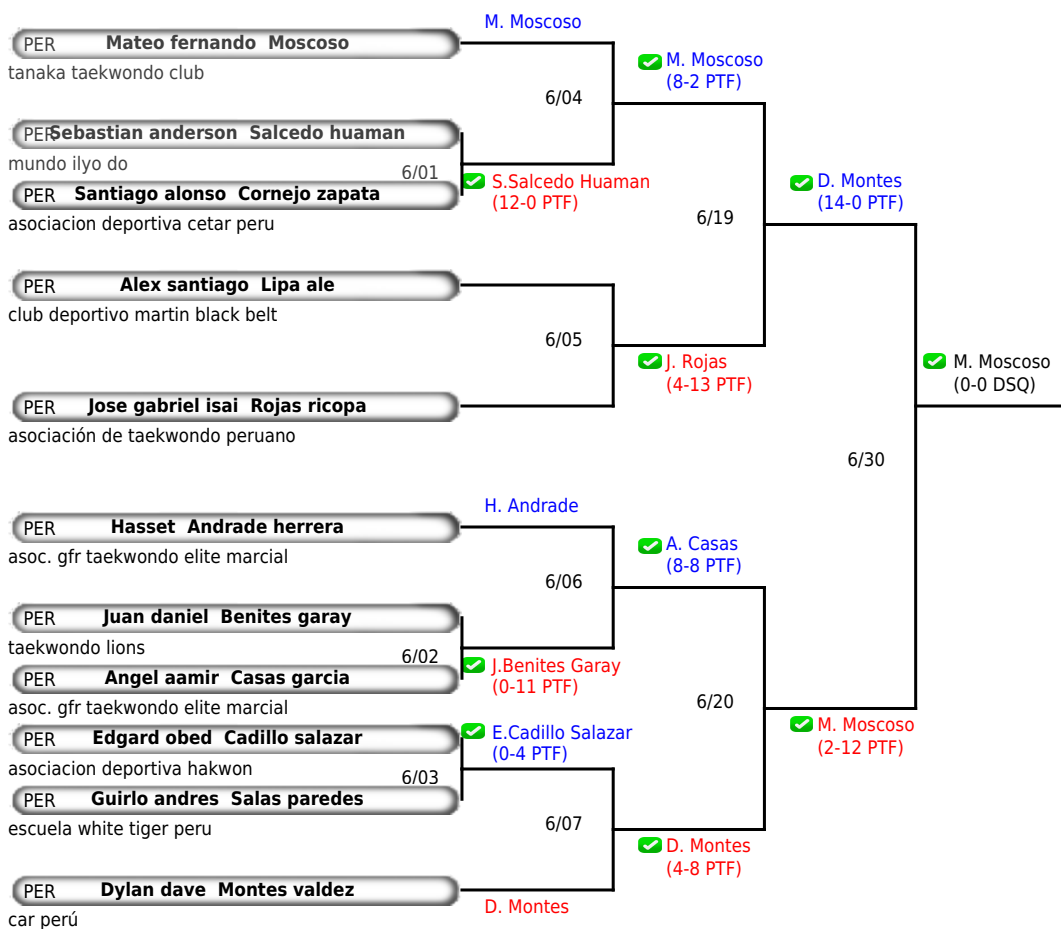 M. Moscoso
PER Mateo fernando Moscoso
tanaka taekwondo club
M. Moscoso
(8-2 PTF)
6/04
PER Sebastian anderson Salcedo huaman
mundo ilyo do
6/01
S.Salcedo Huaman
(12-0 PTF)
PER Santiago alonso Cornejo zapata
asociacion deportiva cetar peru
D. Montes
(14-0 PTF)
6/19
PER Alex santiago Lipa ale
club deportivo martin black belt
6/05
J. Rojas
(4-13 PTF)
M. Moscoso
(0-0 DSQ)
PER Jose gabriel isai Rojas ricopa
asociación de taekwondo peruano
6/30
H. Andrade
PER Hasset Andrade herrera
asoc. gfr taekwondo elite marcial
A. Casas
(8-8 PTF)
6/06
PER Juan daniel Benites garay
taekwondo lions
6/02
J.Benites Garay
(0-11 PTF)
PER Angel aamir Casas garcia
asoc. gfr taekwondo elite marcial
6/20
M. Moscoso
(2-12 PTF)
PER Edgard obed Cadillo salazar
E.Cadillo Salazar
(0-4 PTF)
asociacion deportiva hakwon
6/03
PER Guirlo andres Salas paredes
escuela white tiger peru
6/07
D. Montes
(4-8 PTF)
PER Dylan dave Montes valdez
D. Montes
car perú